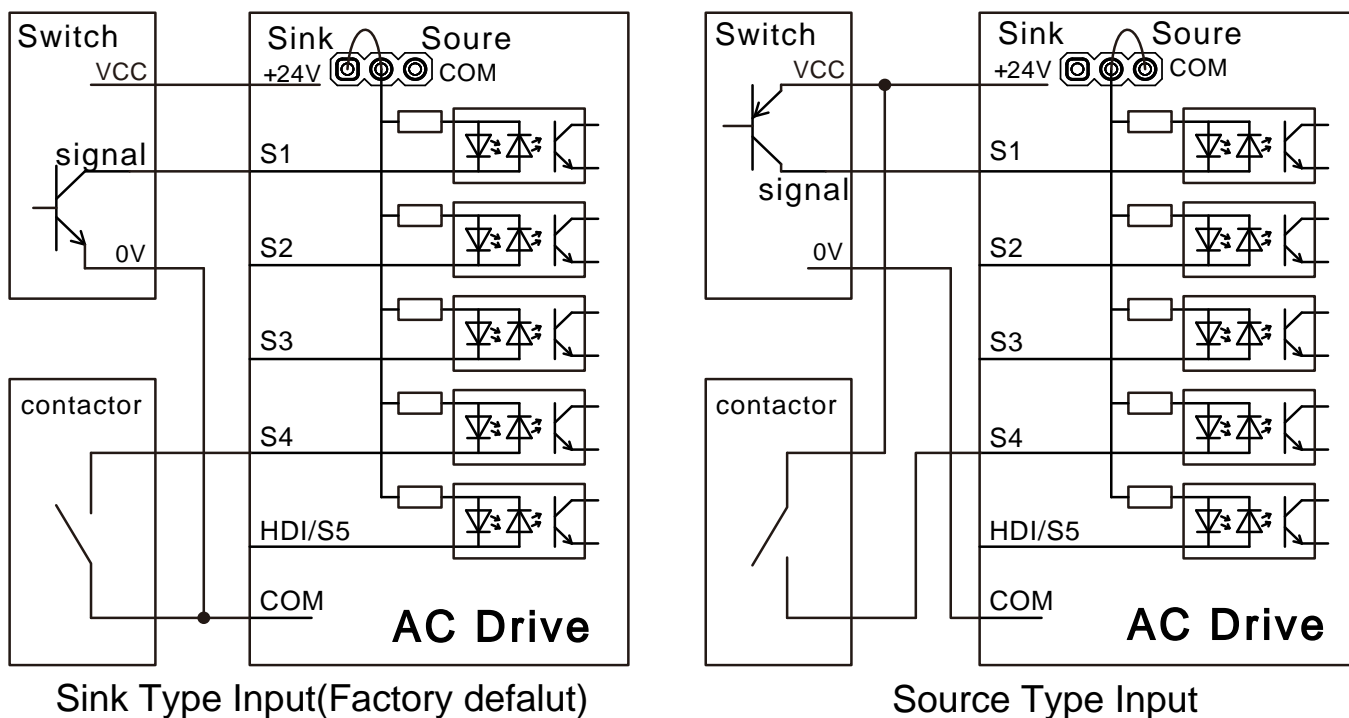 Switch
Sink Soure
VCC
+24V
COM
signal
S1
0V
S2
S3
contactor
S4
HDI/S5
COM
AC Drive
Sink Type Input(Factory defalut)
Switch
Sink Soure
VCC
+24V
COM
S1
signal
0V
S2
S3
contactor
S4
HDI/S5
COM
AC Drive
Source Type Input